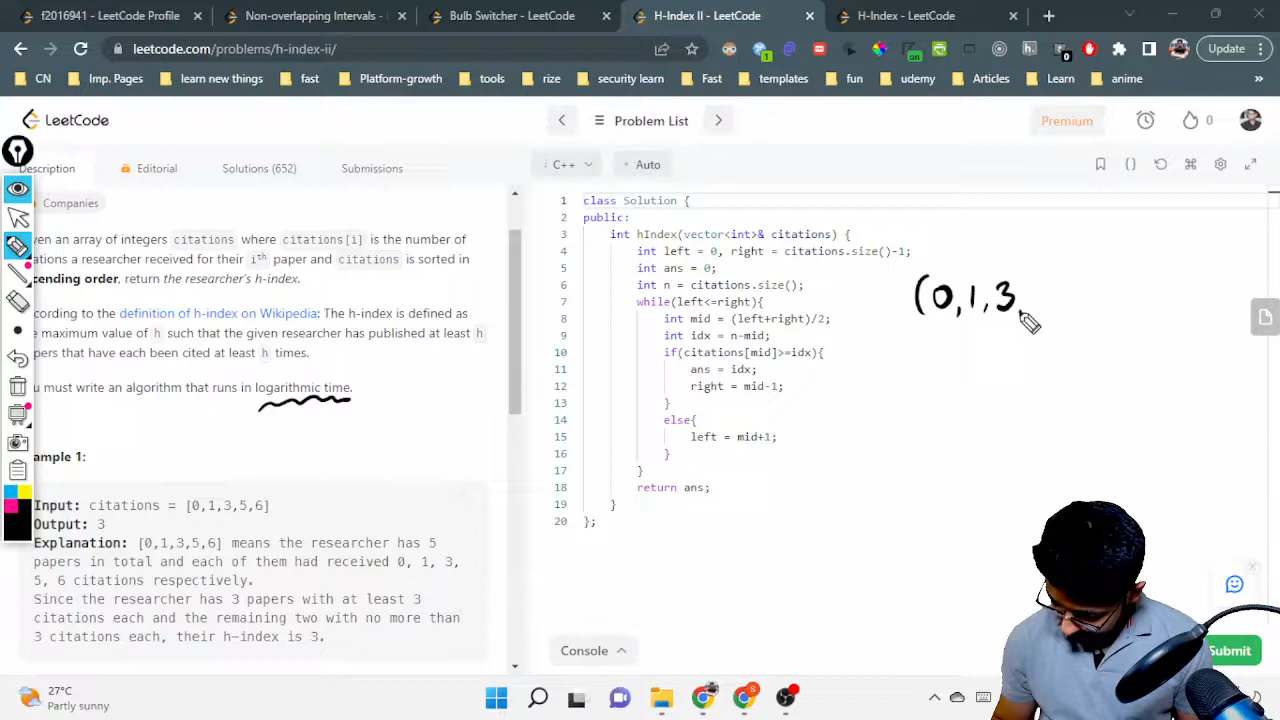 f2016941 - LeetCode Profile
Non-overlapping Intervals -
Bulb Switcher - LeetCode
H-Index II - LeetCode
H-Index - LeetCode
leetcode.com/problems/h-index-ii/
1
on
0
Update
CN
Imp. Pages
learn new things
fast
Platform-growth
tools
rize
security learn
Fast
templates
fun
udemy
Articles
Learn
anime
»
LeetCode
Problem List
Premium
0
Description
Editorial
Solutions (652)
Submissions
C++
Auto
Companies
ven an array of integers citations where citations[i] is the number of
ations a researcher received for their ith paper and citations is sorted in
cending order, return the researcher's h-index.
cording to the definition of h-index on Wikipedia: The h-index is defined as
e maximum value of h such that the given researcher has published at least h
pers that have each been cited at least h times.
u must write an algorithm that runs in logarithmic time.
ample 1:
Input: citations = [0,1,3,5,6]
Output: 3
Explanation: [0,1,3,5,6] means the researcher has 5
papers in total and each of them had received 0, 1, 3,
5, 6 citations respectively.
Since the researcher has 3 papers with at least 3
citations each and the remaining two with no more than
3 citations each, their h-index is 3.
1 class Solution {
2 public:
3 int hIndex(vector<int>& citations) {
4 int left = 0, right = citations.size()-1;
5 int ans = 0;
6 int n = citations.size();
7 while(left<=right){
8 int mid = (left+right)/2;
9 int idx = n-mid;
10 if(citations[mid]>=idx){
11 ans = idx;
12 right = mid-1;
13 }
14 else{
15 left = mid+1;
16 }
17 }
18 return ans;
19 }
20 };
(0,1,3,
Console
Submit
27°C
Partly sunny